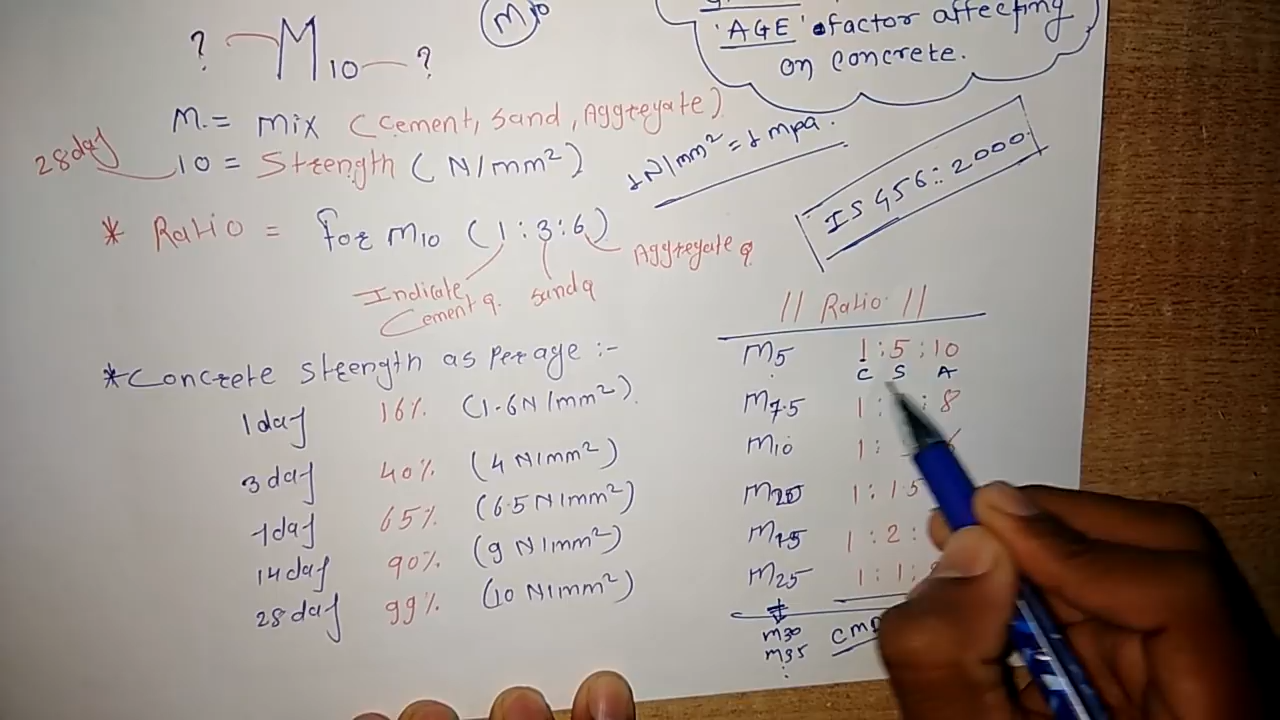 M10
'AGE' factor affecting
on concrete.
? M10 ?
M = mix (Cement, Sand, Aggregate)
28 day
10 = Strength (N/mm²)
1 N/mm² = 1 mpa.
IS 456:2000
* Ratio = for M10 (1:3:6)
Indicate Cement q.
Sand q
Aggregate q
*Concrete strength as per age :-
1 day 16% (1.6 N/mm²)
3 day 40% (4 N/mm²)
7 day 65% (6.5 N/mm²)
14 day 90% (9 N/mm²)
28 day 99% (10 N/mm²)
|| Ratio ||
M5 1:5:10
C S A
M7.5 1: :8
M10 1:
M20 1:1.5
M15 1:2:
M25 1:1:
M30
M35